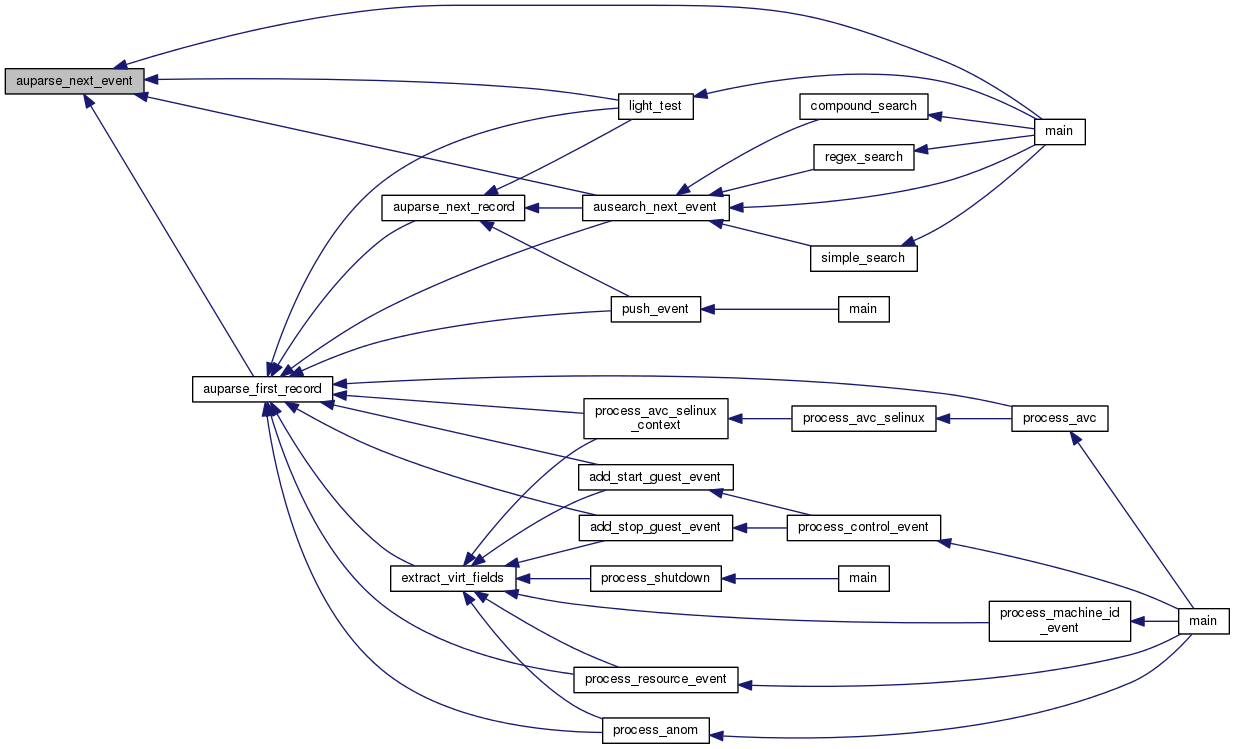 auparse_next_event
light_test
compound_search
main
regex_search
auparse_next_record
ausearch_next_event
simple_search
push_event
main
auparse_first_record
process_avc_selinux
_context
process_avc_selinux
process_avc
add_start_guest_event
add_stop_guest_event
process_control_event
extract_virt_fields
process_shutdown
main
process_machine_id
_event
main
process_resource_event
process_anom